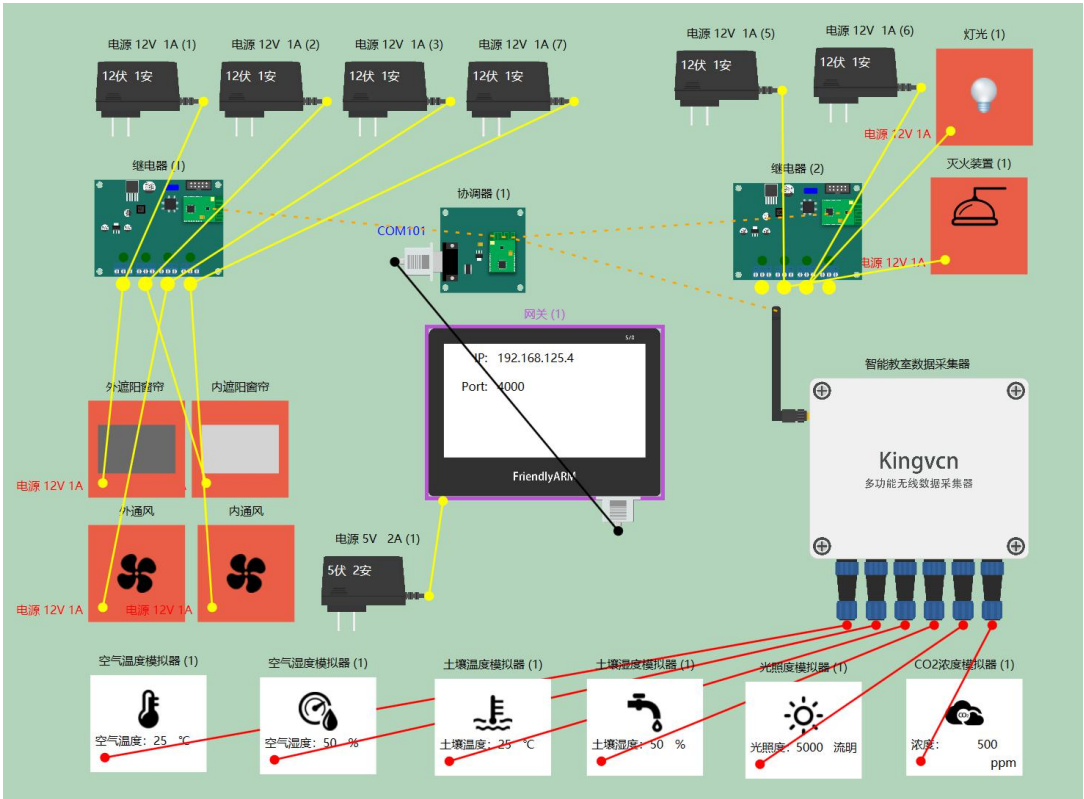 电源 12V 1A (1)
电源 12V 1A (2)
电源 12V 1A (3)
电源 12V 1A (7)
电源 12V 1A (5)
电源 12V 1A (6)
灯光 (1)
12伏 1安
12伏 1安
12伏 1安
12伏 1安
12伏 1安
12伏 1安
电源 12V 1A
继电器 (1)
协调器 (1)
继电器 (2)
灭火装置 (1)
COM101
电源 12V 1A
网关 (1)
5/0
IP: 192.168.125.4
Port: 4000
FriendlyARM
智能教室数据采集器
Kingvcn
多功能无线数据采集器
外遮阳窗帘
内遮阳窗帘
电源 12V 1A
外通风
内通风
电源 12V 1A
电源 12V 1A
电源 5V 2A (1)
5伏 2安
空气温度模拟器 (1)
空气湿度模拟器 (1)
土壤温度模拟器 (1)
土壤湿度模拟器 (1)
光照度模拟器 (1)
CO2浓度模拟器 (1)
空气温度: 25 ℃
空气湿度: 50 %
土壤温度: 25 ℃
土壤湿度: 50 %
光照度: 5000 流明
CO2
浓度: 500
ppm